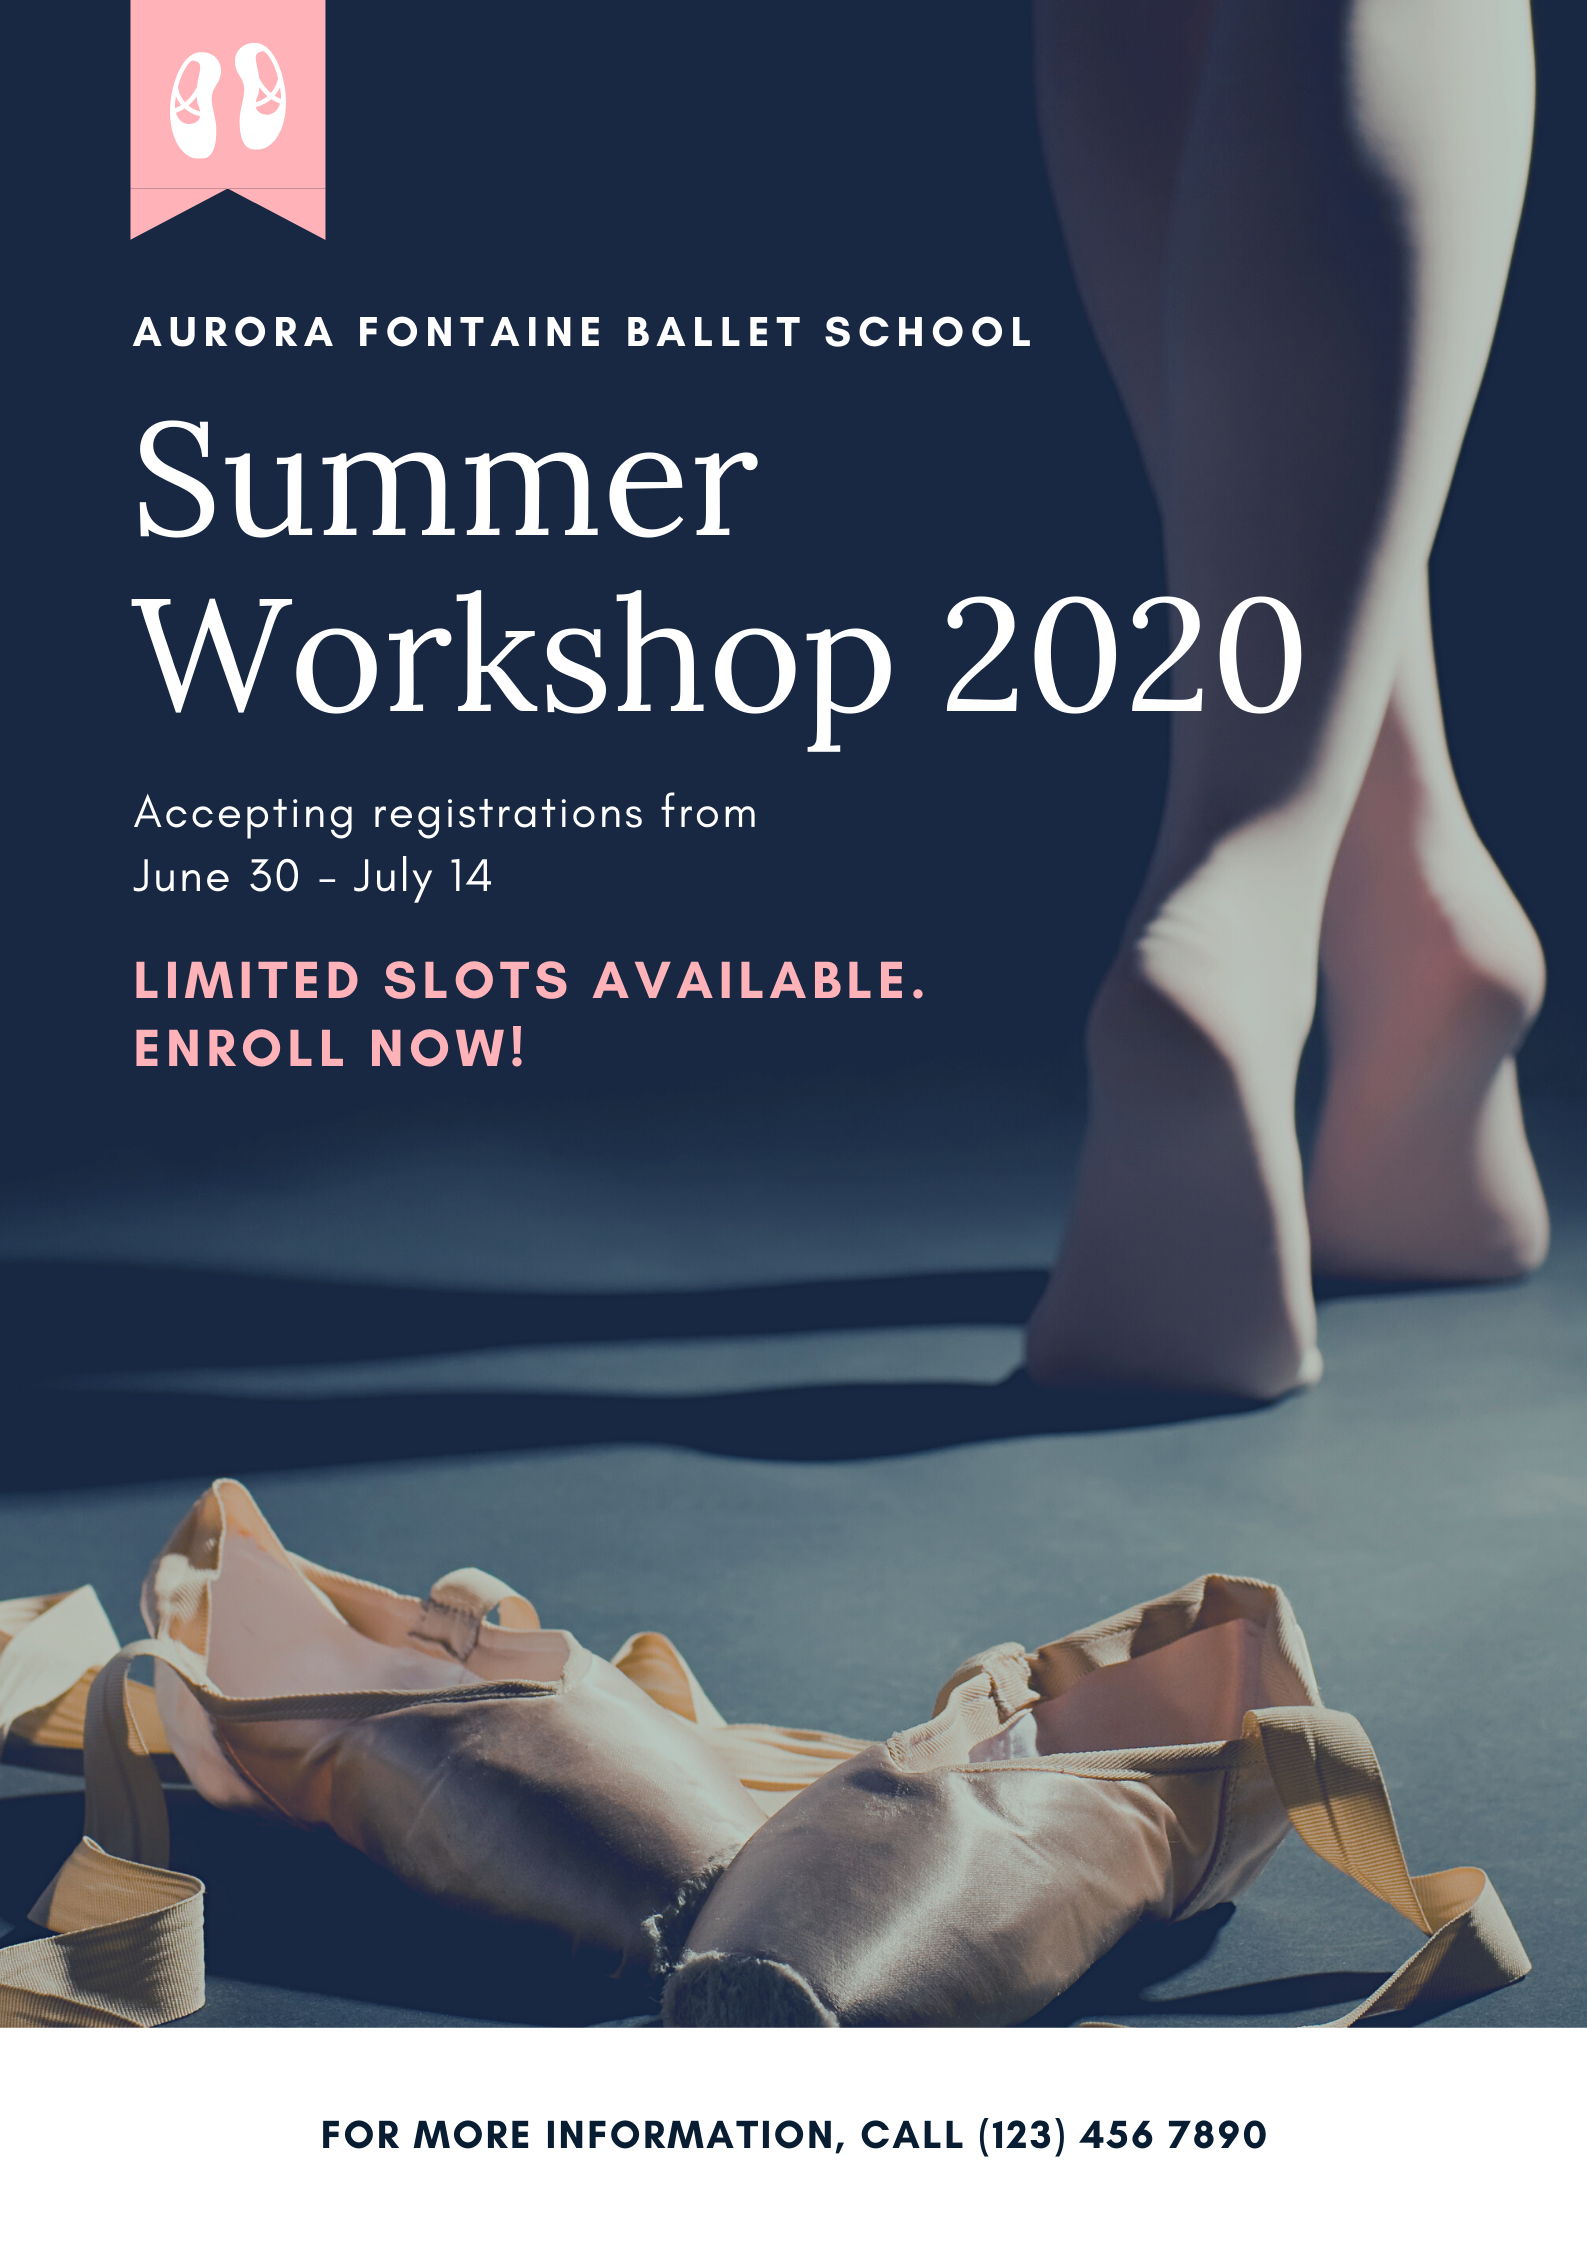 AURORA FONTAINE BALLET SCHOOL
Summer
Workshop 2020
Accepting registrations from
June 30 - July 14
LIMITED SLOTS AVAILABLE.
ENROLL NOW!
FOR MORE INFORMATION, CALL (123) 456 7890